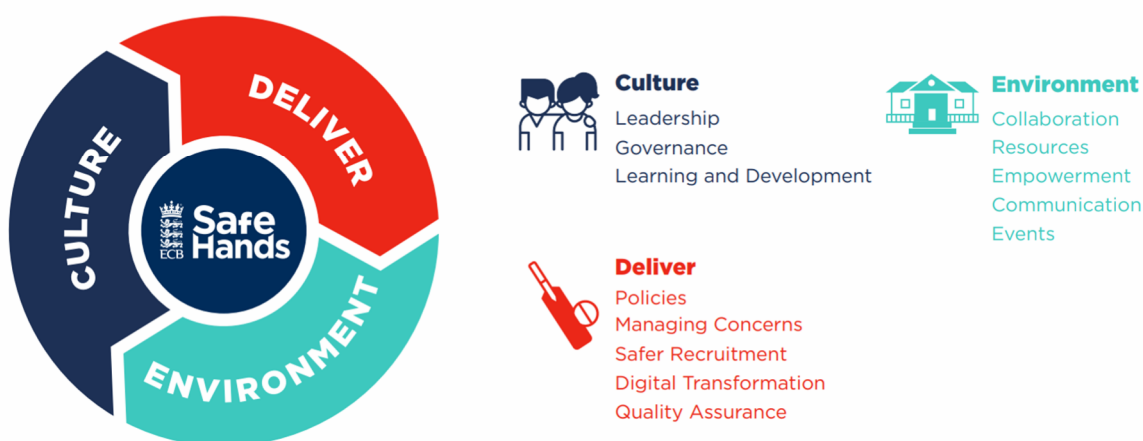 DELIVER
CULTURE
ENVIRONMENT
ECB
Safe
Hands
Culture
Leadership
Governance
Learning and Development
Environment
Collaboration
Resources
Empowerment
Communication
Events
Deliver
Policies
Managing Concerns
Safer Recruitment
Digital Transformation
Quality Assurance